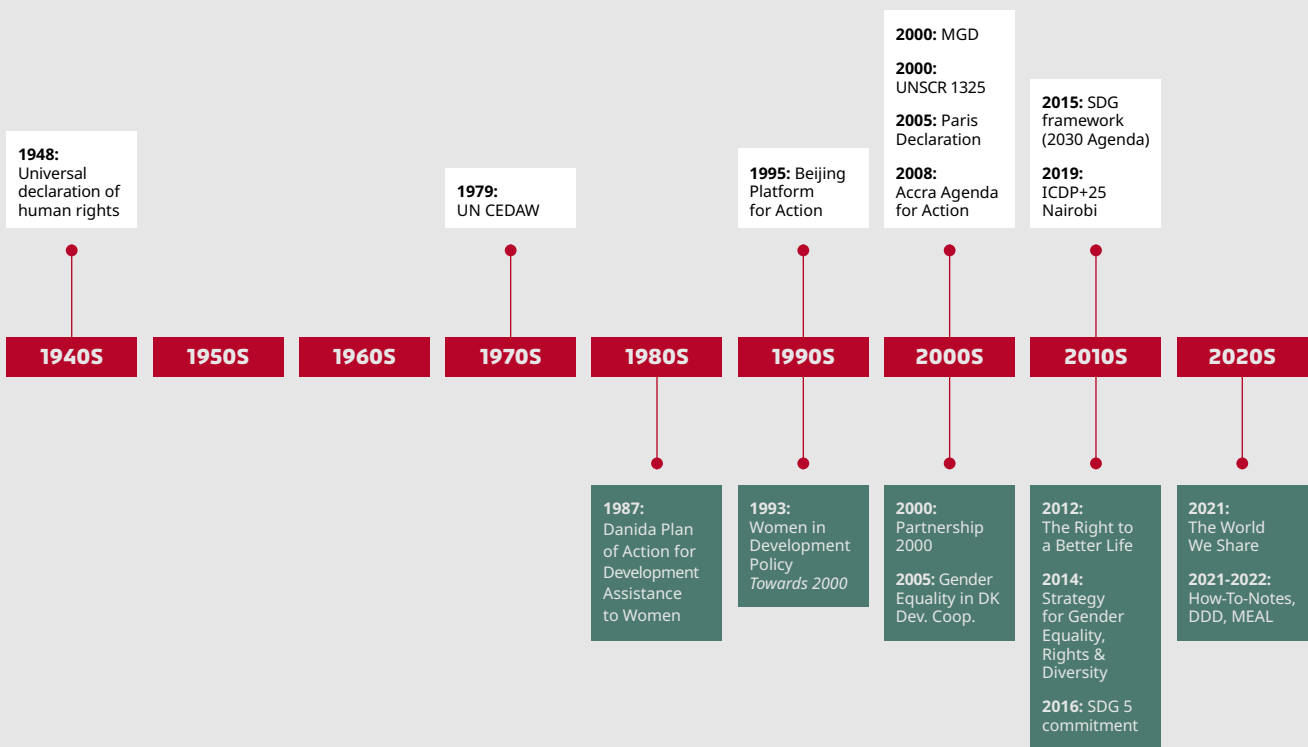 1948:
Universal
declaration of
human rights
1979:
UN CEDAW
1995: Beijing
Platform
for Action
2000: MGD
2000:
UNSCR 1325
2005: Paris
Declaration
2008:
Accra Agenda
for Action
2015: SDG
framework
(2030 Agenda)
2019:
ICDP+25
Nairobi
1940S
1950S
1960S
1970S
1980S
1990S
2000S
2010S
2020S
1987:
Danida Plan
of Action for
Development
Assistance
to Women
1993:
Women in
Development
Policy
Towards 2000
2000:
Partnership
2000
2005: Gender
Equality in DK
Dev. Coop.
2012:
The Right to
a Better Life
2014:
Strategy
for Gender
Equality,
Rights &
Diversity
2016: SDG 5
commitment
2021:
The World
We Share
2021-2022:
How-To-Notes,
DDD, MEAL